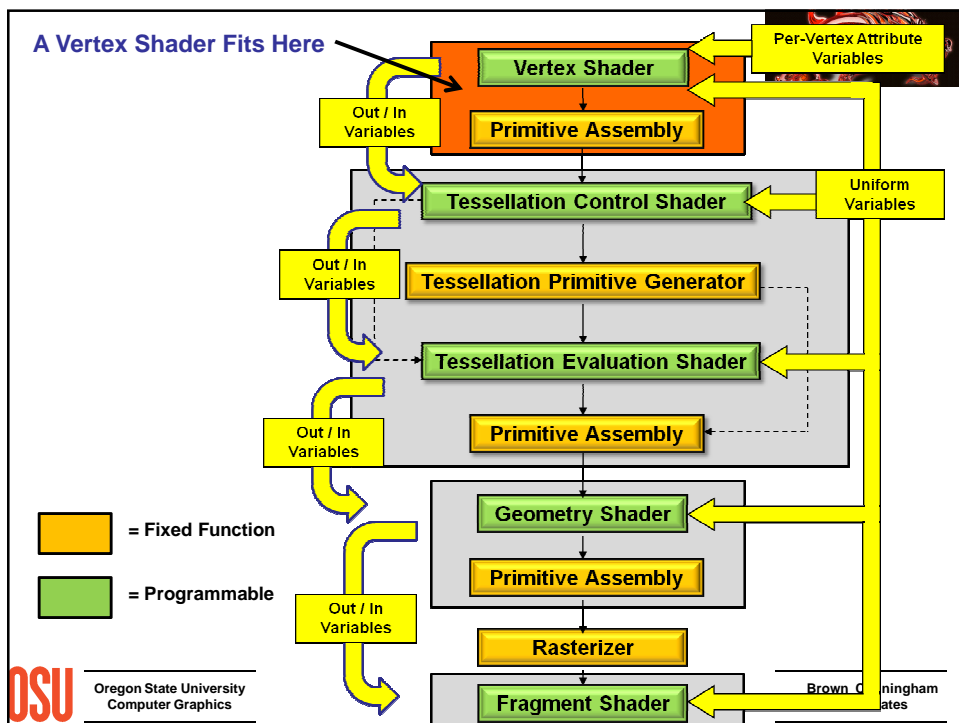 A Vertex Shader Fits Here
Per-Vertex Attribute
Variables
Vertex Shader
Out / In
Variables
Primitive Assembly
Tessellation Control Shader
Uniform
Variables
Out / In
Variables
Tessellation Primitive Generator
Tessellation Evaluation Shader
Out / In
Variables
Primitive Assembly
Geometry Shader
= Fixed Function
Primitive Assembly
= Programmable
Out / In
Variables
Rasterizer
OSU
Oregon State University
Computer Graphics
Fragment Shader
Brown